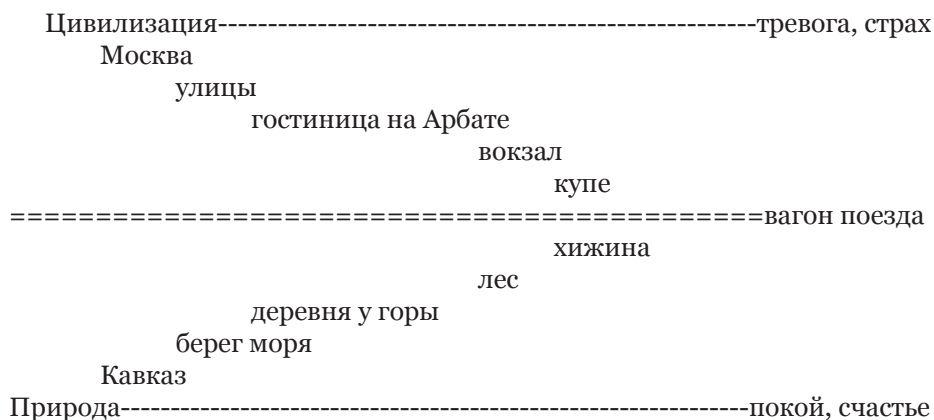 Цивилизация------------------------------------------------------тревога, страх
Москва
улицы
гостиница на Арбате
вокзал
купе
============================================вагон поезда
хижина
лес
деревня у горы
берег моря
Кавказ
Природа---------------------------------------------------------------покой, счастье